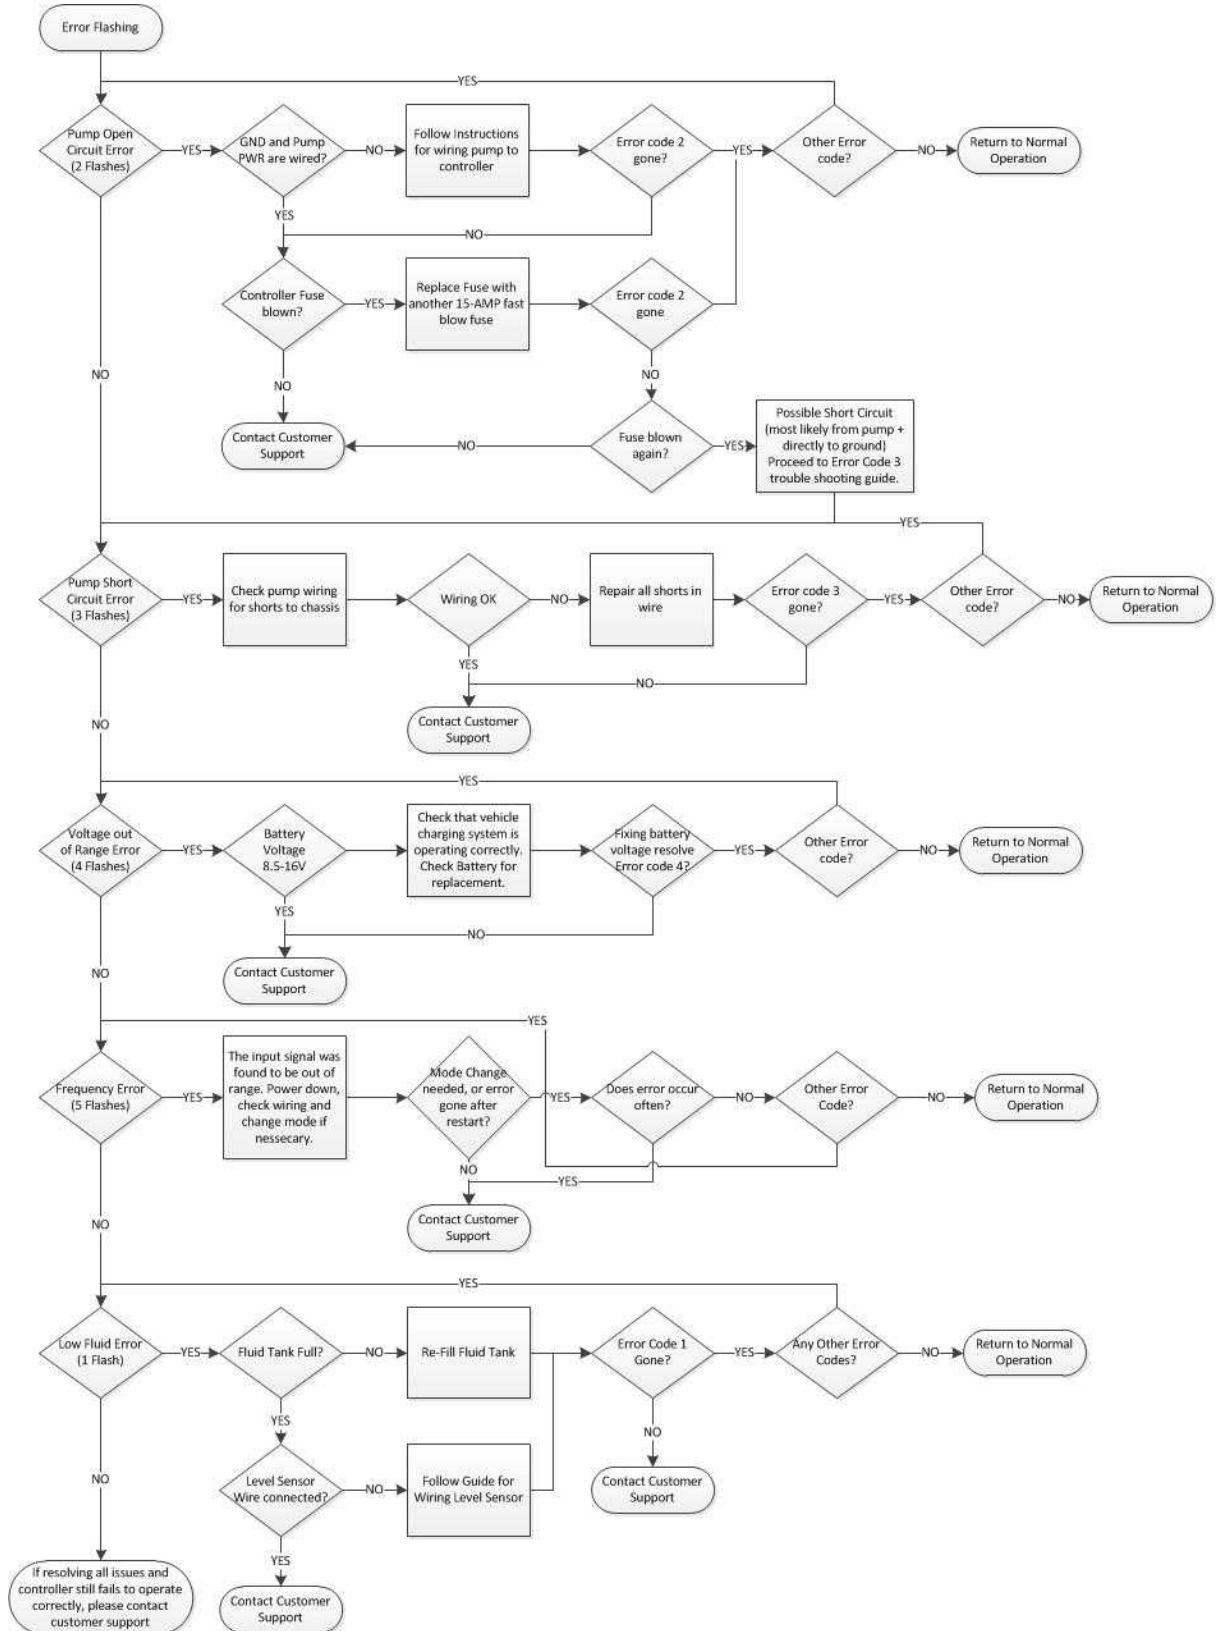 Error Flashing
YES
Pump Open
Circuit Error
(2 Flashes)
YES
GND and Pump
PWR are wired?
NO
Follow Instructions
for wiring pump to
controller
Error code 2
gone?
YES
Other Error
code?
NO
Return to Normal
Operation
YES
NO
Controller Fuse
blown?
YES
Replace Fuse with
another 15-AMP fast
blow fuse
Error code 2
gone
NO
NO
NO
Contact Customer
Support
NO
Fuse blown
again?
YES
Possible Short Circuit
(most likely from pump +
directly to ground)
Proceed to Error Code 3
trouble shooting guide.
YES
Pump Short
Circuit Error
(3 Flashes)
YES
Check pump wiring
for shorts to chassis
Wiring OK
NO
Repair all shorts in
wire
Error code 3
gone?
YES
Other Error
code?
NO
Return to Normal
Operation
YES
NO
NO
Contact Customer
Support
YES
Voltage out
of Range Error
(4 Flashes)
YES
Battery
Voltage
8.5-16V
Check that vehicle
charging system is
operating correctly.
Check Battery for
replacement.
Fixing battery
voltage resolve
Error code 4?
YES
Other Error
code?
NO
Return to Normal
Operation
YES
NO
NO
Contact Customer
Support
YES
Frequency Error
(5 Flashes)
YES
The input signal was
found to be out of
range. Power down,
check wiring and
change mode if
nessecary.
Mode Change
needed, or error
gone after
restart?
YES
Does error occur
often?
NO
Other Error
Code?
NO
Return to Normal
Operation
NO
YES
NO
Contact Customer
Support
YES
Low Fluid Error
(1 Flash)
YES
Fluid Tank Full?
NO
Re-Fill Fluid Tank
Error Code 1
Gone?
YES
Any Other Error
Codes?
NO
Return to Normal
Operation
YES
NO
NO
Level Sensor
Wire connected?
NO
Follow Guide for
Wiring Level Sensor
Contact Customer
Support
YES
If resolving all issues and
controller still fails to operate
correctly, please contact
customer support
Contact Customer
Support